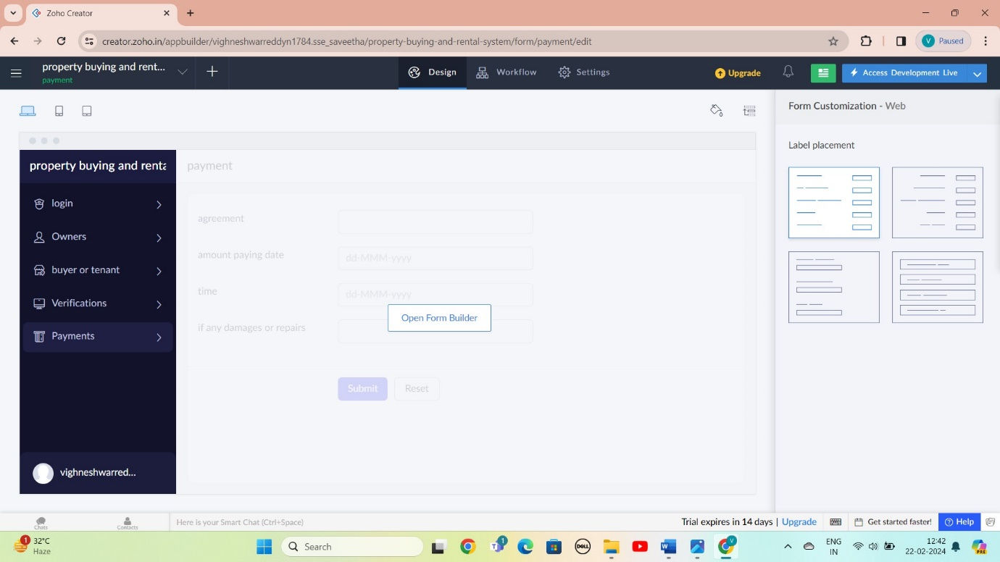 Zoho Creator
creator.zoho.in/appbuilder/vighneshwarreddyn1784.sse_saveetha/property-buying-and-rental-system/form/payment/edit
V Paused
property buying and rent...
payment
Design
Workflow
Settings
Upgrade
Access Development Live
Form Customization - Web
Label placement
property buying and renta
login
Owners
buyer or tenant
Verifications
Payments
vighneshwarred...
payment
agreement
amount paying date
dd-MMM-yyyy
time
dd-MMM-yyyy
Open Form Builder
if any damages or repairs
Submit
Reset
Chats
Contacts
Here is your Smart Chat (Ctrl+Space)
Trial expires in 14 days | Upgrade
Get started faster!
Help
1
32°C
Haze
Search
1
DELL
V
ENG
IN
12:42
22-02-2024
PRE